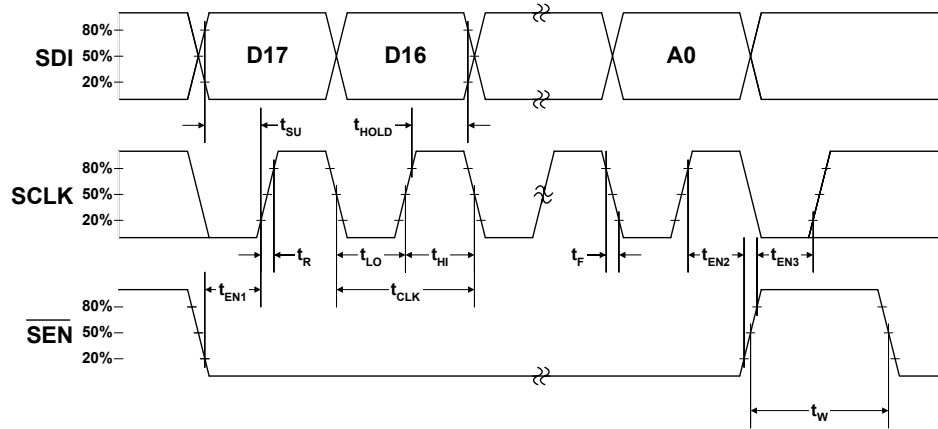 80%
SDI 50%
20%
D17 D16 A0
tSU tHOLD
80%
SCLK 50%
20%
tR tLO tHI tF tEN2 tEN3
tEN1 tCLK
80%
SEN 50%
20%
tW